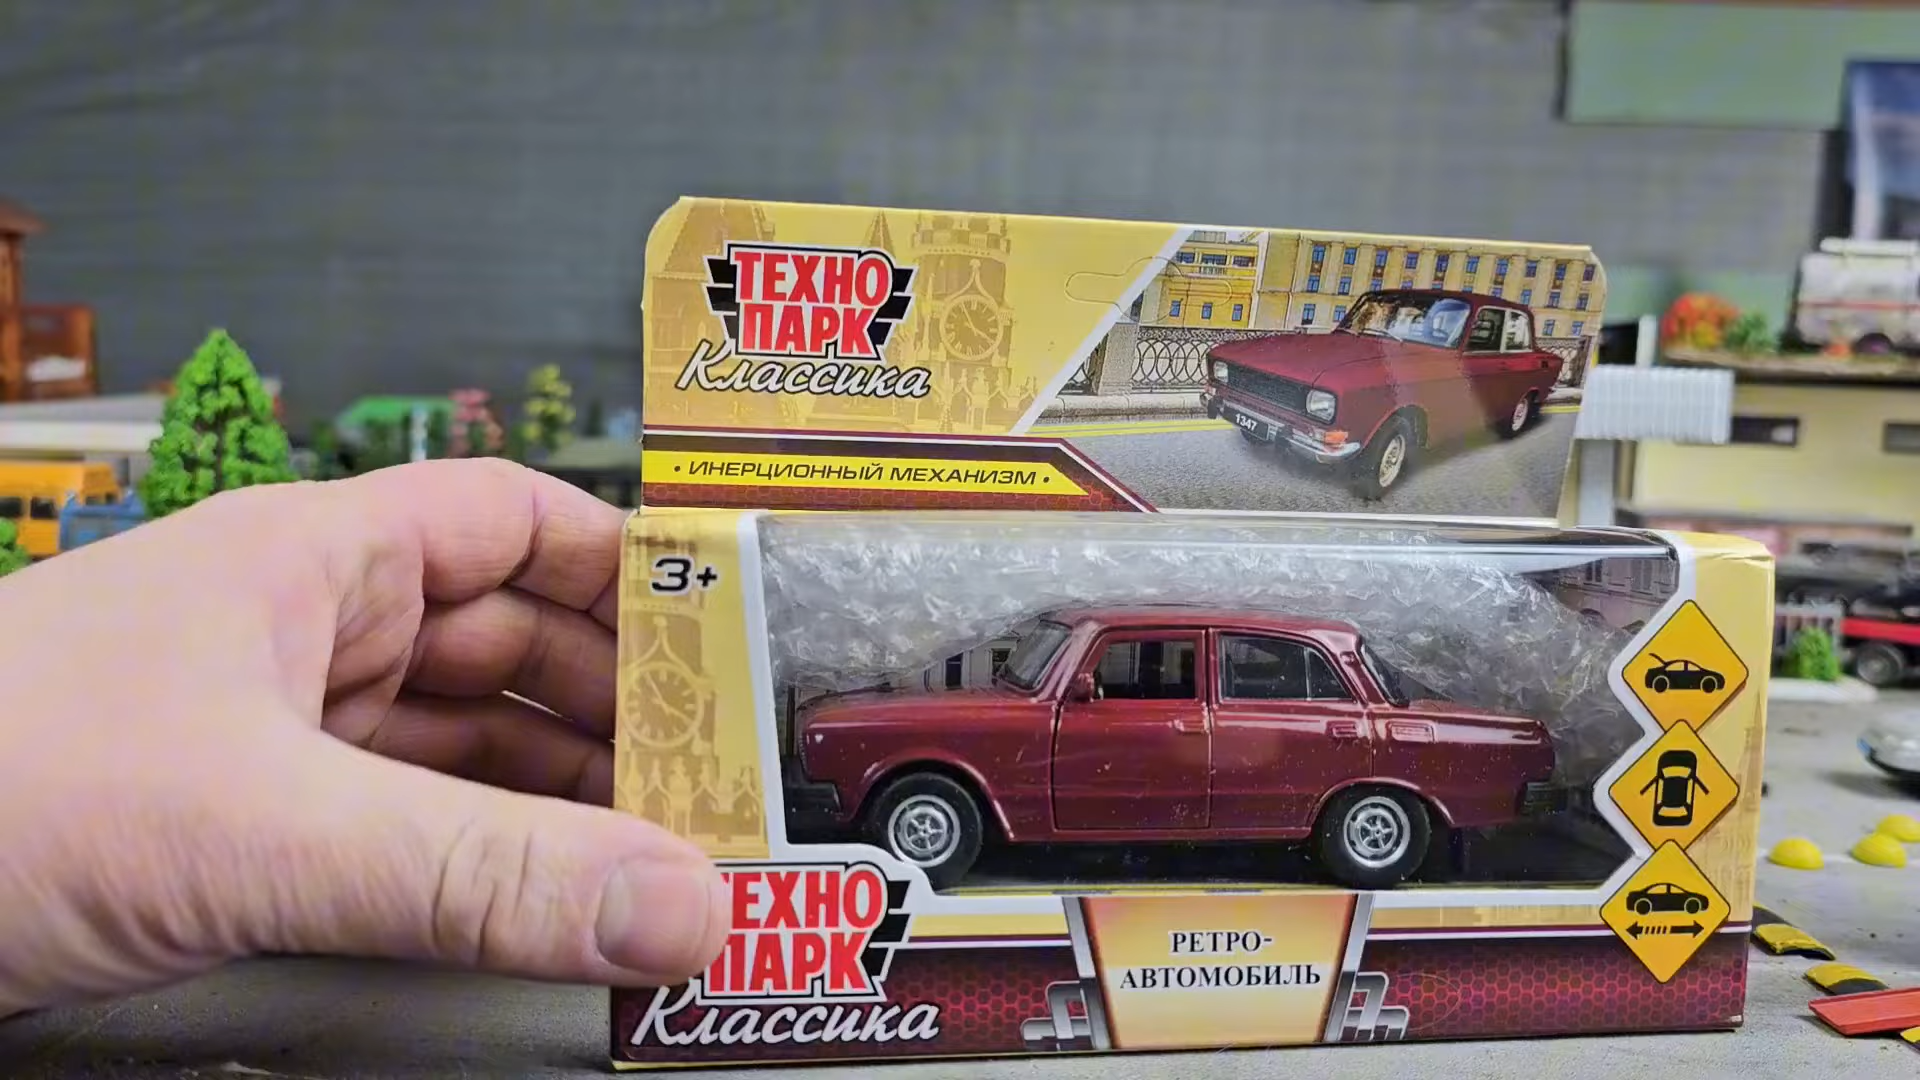 ТЕХНО
ПАРК
Классика
1347
• ИНЕРЦИОННЫЙ МЕХАНИЗМ •
3+
ТЕХНО
ПАРК
Классика
РЕТРО-
АВТОМОБИЛЬ